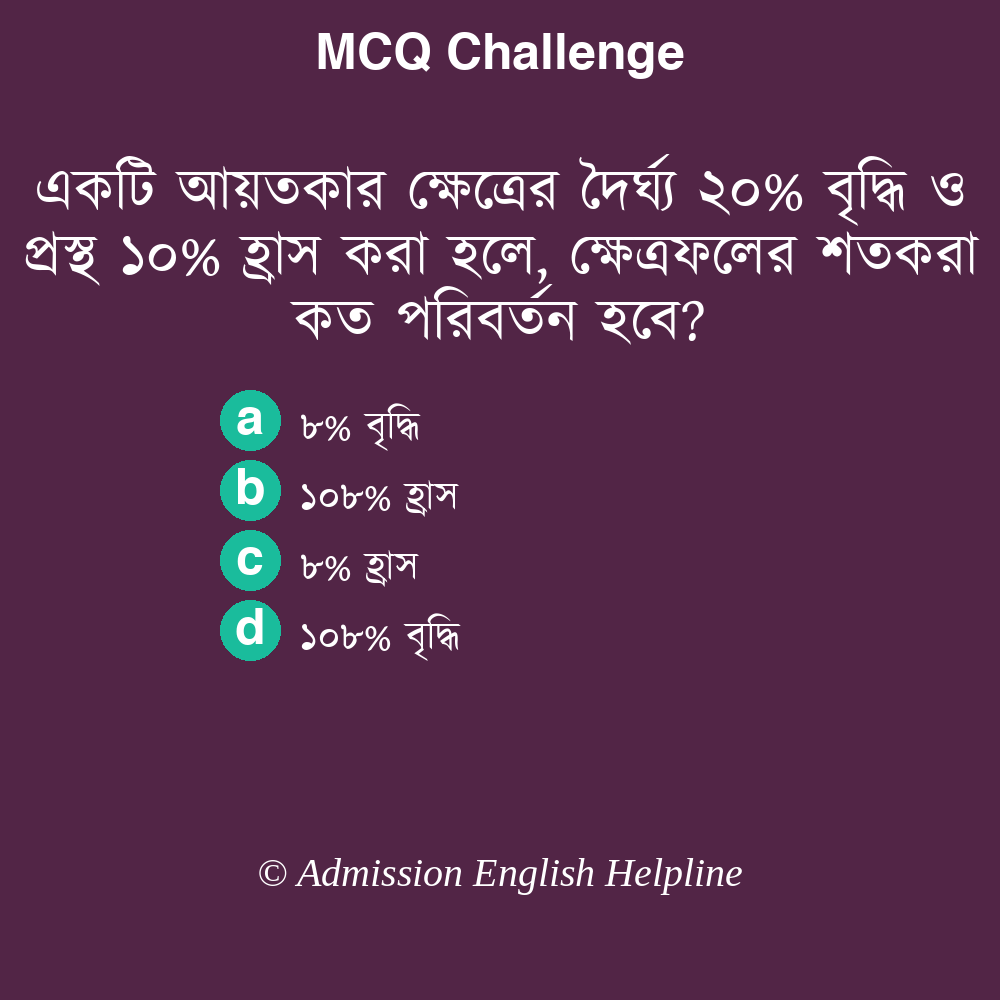 MCQ Challenge
একটি আয়তকার ক্ষেত্রের দৈর্ঘ্য ২০% বৃদ্ধি ও
প্রস্থ ১০% হ্রাস করা হলে, ক্ষেত্রফলের শতকরা
কত পরিবর্তন হবে?
a ৮% বৃদ্ধি
b ১০৮% হ্রাস
c ৮% হ্রাস
d ১০৮% বৃদ্ধি
© Admission English Helpline